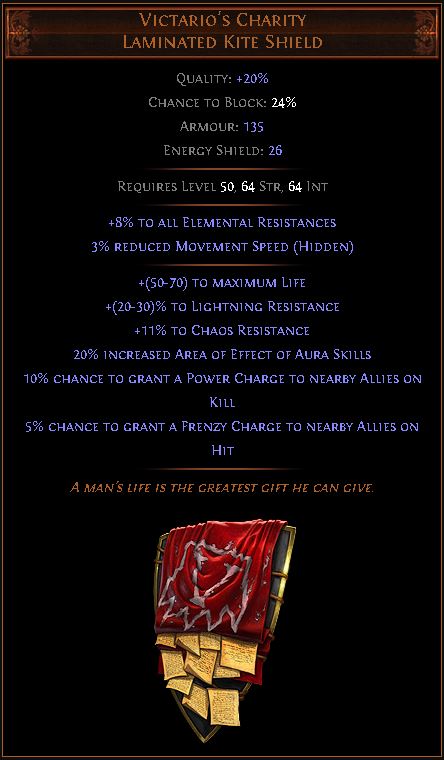 Victario's Charity
Laminated Kite Shield
Quality: +20%
Chance to Block: 24%
Armour: 135
Energy Shield: 26
Requires Level 50, 64 Str, 64 Int
+8% to all Elemental Resistances
3% reduced Movement Speed (Hidden)
+(50-70) to maximum Life
+(20-30)% to Lightning Resistance
+11% to Chaos Resistance
20% increased Area of Effect of Aura Skills
10% chance to grant a Power Charge to nearby Allies on
Kill
5% chance to grant a Frenzy Charge to nearby Allies on
Hit
A man's life is the greatest gift he can give.